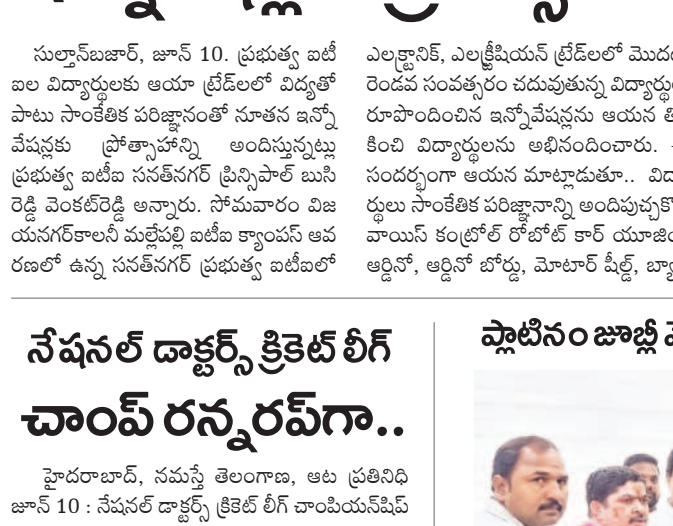 సుల్తాన్‌బజార్, జూన్ 10. ప్రభుత్వ ఐటీ
ఐల విద్యార్థులకు ఆయా ట్రేడ్‌లలో విద్యతో
పాటు సాంకేతిక పరిజ్ఞానంతో నూతన ఇన్నో
వేషన్లకు ప్రోత్సాహాన్ని అందిస్తున్నట్లు
ప్రభుత్వ ఐటీఐ సనత్‌నగర్ ప్రిన్సిపాల్ బుసి
రెడ్డి వెంకట్‌రెడ్డి అన్నారు. సోమవారం విజ
యనగర్‌కాలనీ మల్లేపల్లి ఐటీఐ క్యాంపస్ ఆవ
రణలో ఉన్న సనత్‌నగర్ ప్రభుత్వ ఐటీఐలో
ఎలక్ట్రానిక్, ఎలక్ట్రీషియన్ ట్రేడ్‌లలో
రెండవ సంవత్సరం చదువుతున్న
రూపొందించిన ఇన్నోవేషన్లను ఆయన
కించి విద్యార్థులను అభినందించారు.
సందర్భంగా ఆయన మాట్లాడుతూ..
ర్థులు సాంకేతిక పరిజ్ఞానాన్ని
వాయిస్ కంట్రోల్ రోబోట్ కార్
ఆర్డినో, ఆర్డినో బోర్డు, మోటార్ షీల్డ్,
నేషనల్ డాక్టర్స్ క్రికెట్ లీగ్
చాంప్ రన్నరప్‌గా..
హైదరాబాద్, నమస్తే తెలంగాణ, ఆట ప్రతినిధి
జూన్ 10 : నేషనల్ డాక్టర్స్ క్రికెట్ లీగ్ చాంపియన్‌షిప్
ప్లాటినం జూబ్లీ